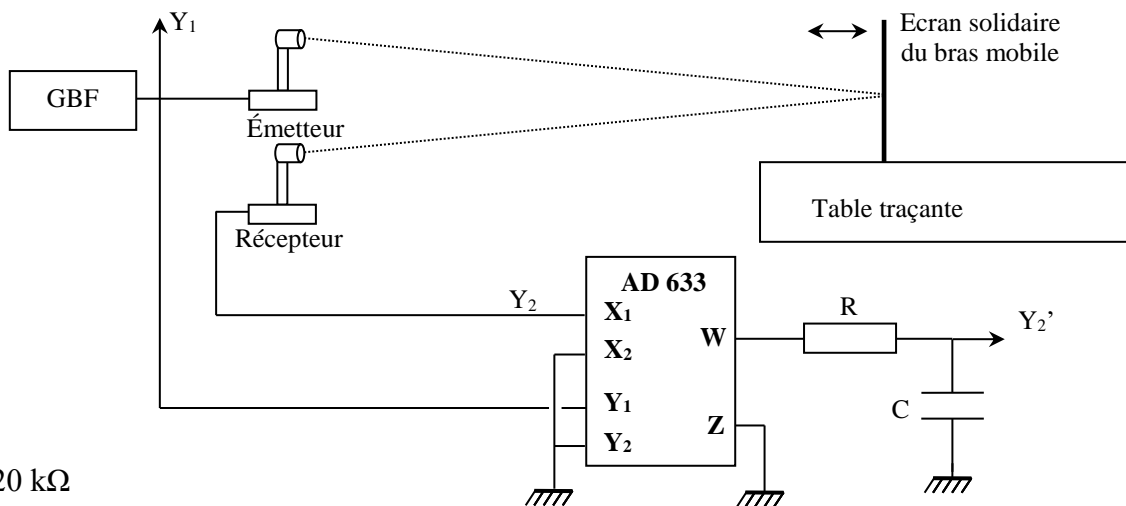 Y₁
Ecran solidaire
du bras mobile
GBF
Émetteur
Récepteur
Table traçante
AD 633
Y₂
X₁
X₂
Y₁
Y₂
W
Z
R
Y₂’
C
20 kΩ